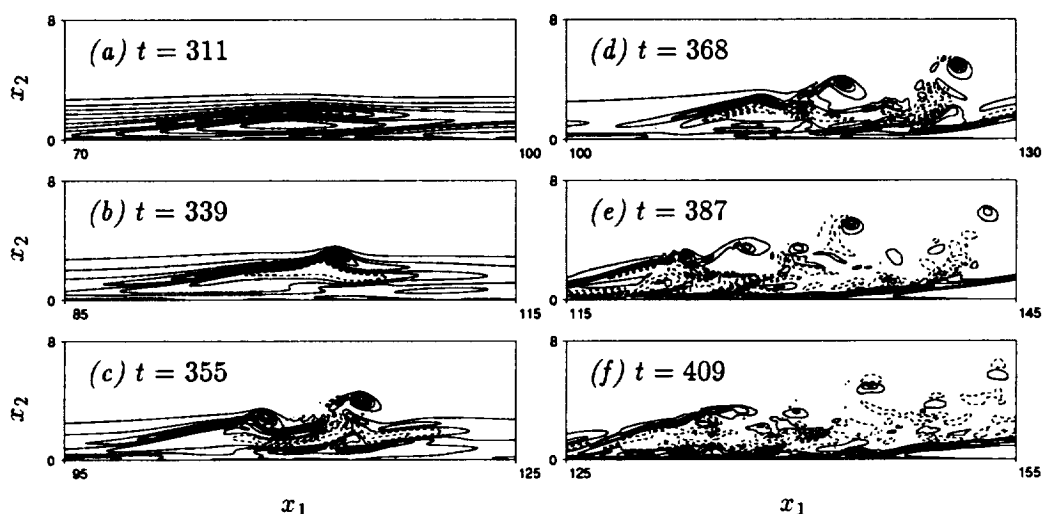 8
x2
(a) t = 311
0
70
100
8
x2
(b) t = 339
0
85
115
8
x2
(c) t = 355
0
95
125
x1
8
(d) t = 368
0
100
130
8
(e) t = 387
0
115
145
8
(f) t = 409
0
125
155
x1